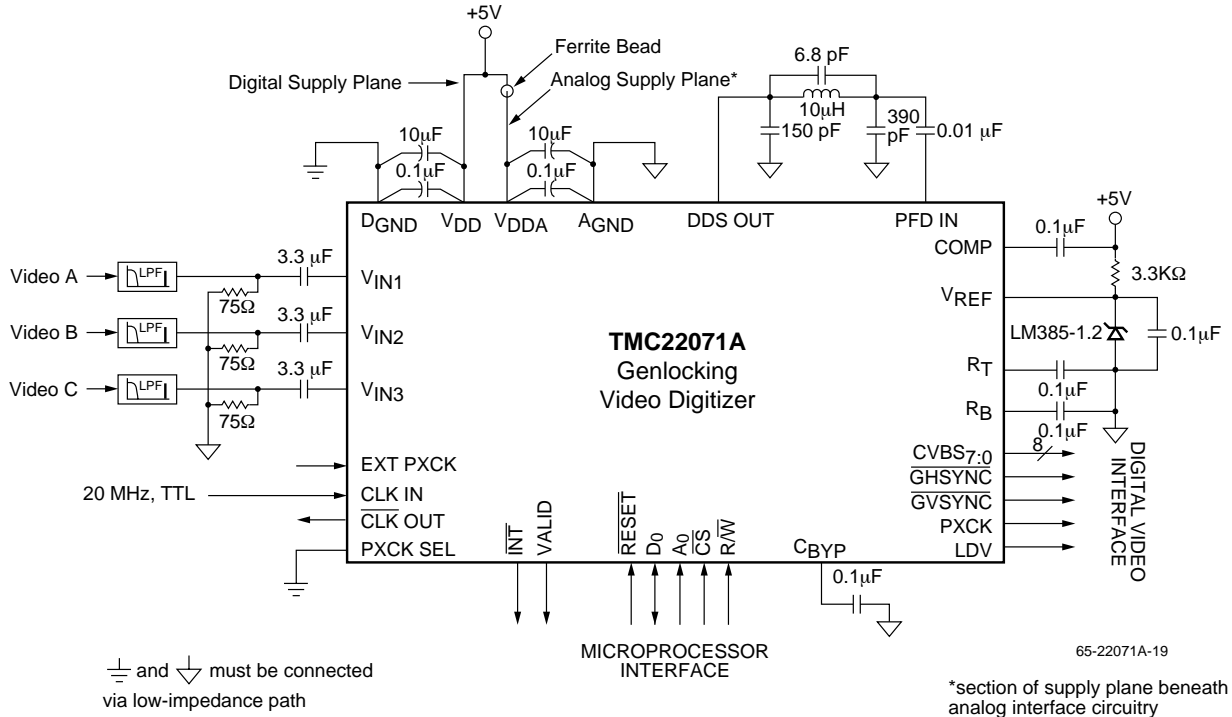 +5V
Ferrite Bead
Digital Supply Plane
Analog Supply Plane*
6.8 pF
10μH
150 pF
390 pF
0.01 μF
10μF
0.1μF
10μF
0.1μF
DGND
VDD
VDDA
AGND
DDS OUT
PFD IN
+5V
COMP
0.1μF
3.3KΩ
VREF
LM385-1.2
0.1μF
RT
0.1μF
RB
0.1μF
Video A
LPF
3.3 μF
VIN1
75Ω
Video B
LPF
3.3 μF
VIN2
75Ω
Video C
LPF
3.3 μF
VIN3
75Ω
TMC22071A
Genlocking
Video Digitizer
EXT PXCK
20 MHz, TTL
CLK IN
CLK OUT
PXCK SEL
INT
VALID
RESET
D0
A0
CS
R/W
CBYP
0.1μF
CVBS7:0
8
GHSYNC
GVSYNC
PXCK
LDV
DIGITAL VIDEO
INTERFACE
MICROPROCESSOR
INTERFACE
and must be connected
via low-impedance path
65-22071A-19
*section of supply plane beneath
analog interface circuitry